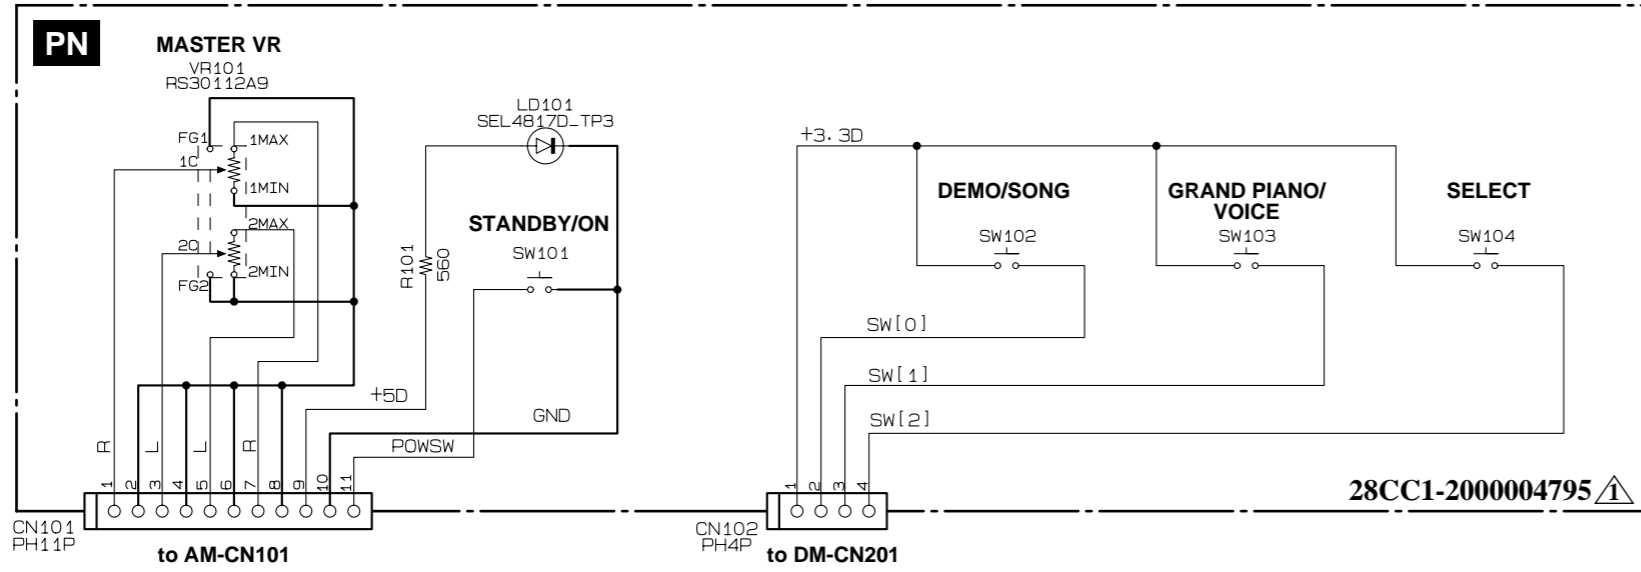 PN
MASTER VR
VR101
RS30112A9
FG1
1MAX
1C
1MIN
2MAX
2C
2MIN
FG2
LD101
SEL4817D_TP3
R101
560
STANDBY/ON
SW101
+5D
GND
POWSW
R
L
L
R
1
2
3
4
5
6
7
8
9
10
11
CN101
PH11P
to AM-CN101
+3.3D
DEMO/SONG
SW102
GRAND PIANO/
VOICE
SW103
SELECT
SW104
SW[0]
SW[1]
SW[2]
1
2
3
4
CN102
PH4P
to DM-CN201
28CC1-2000004795 1